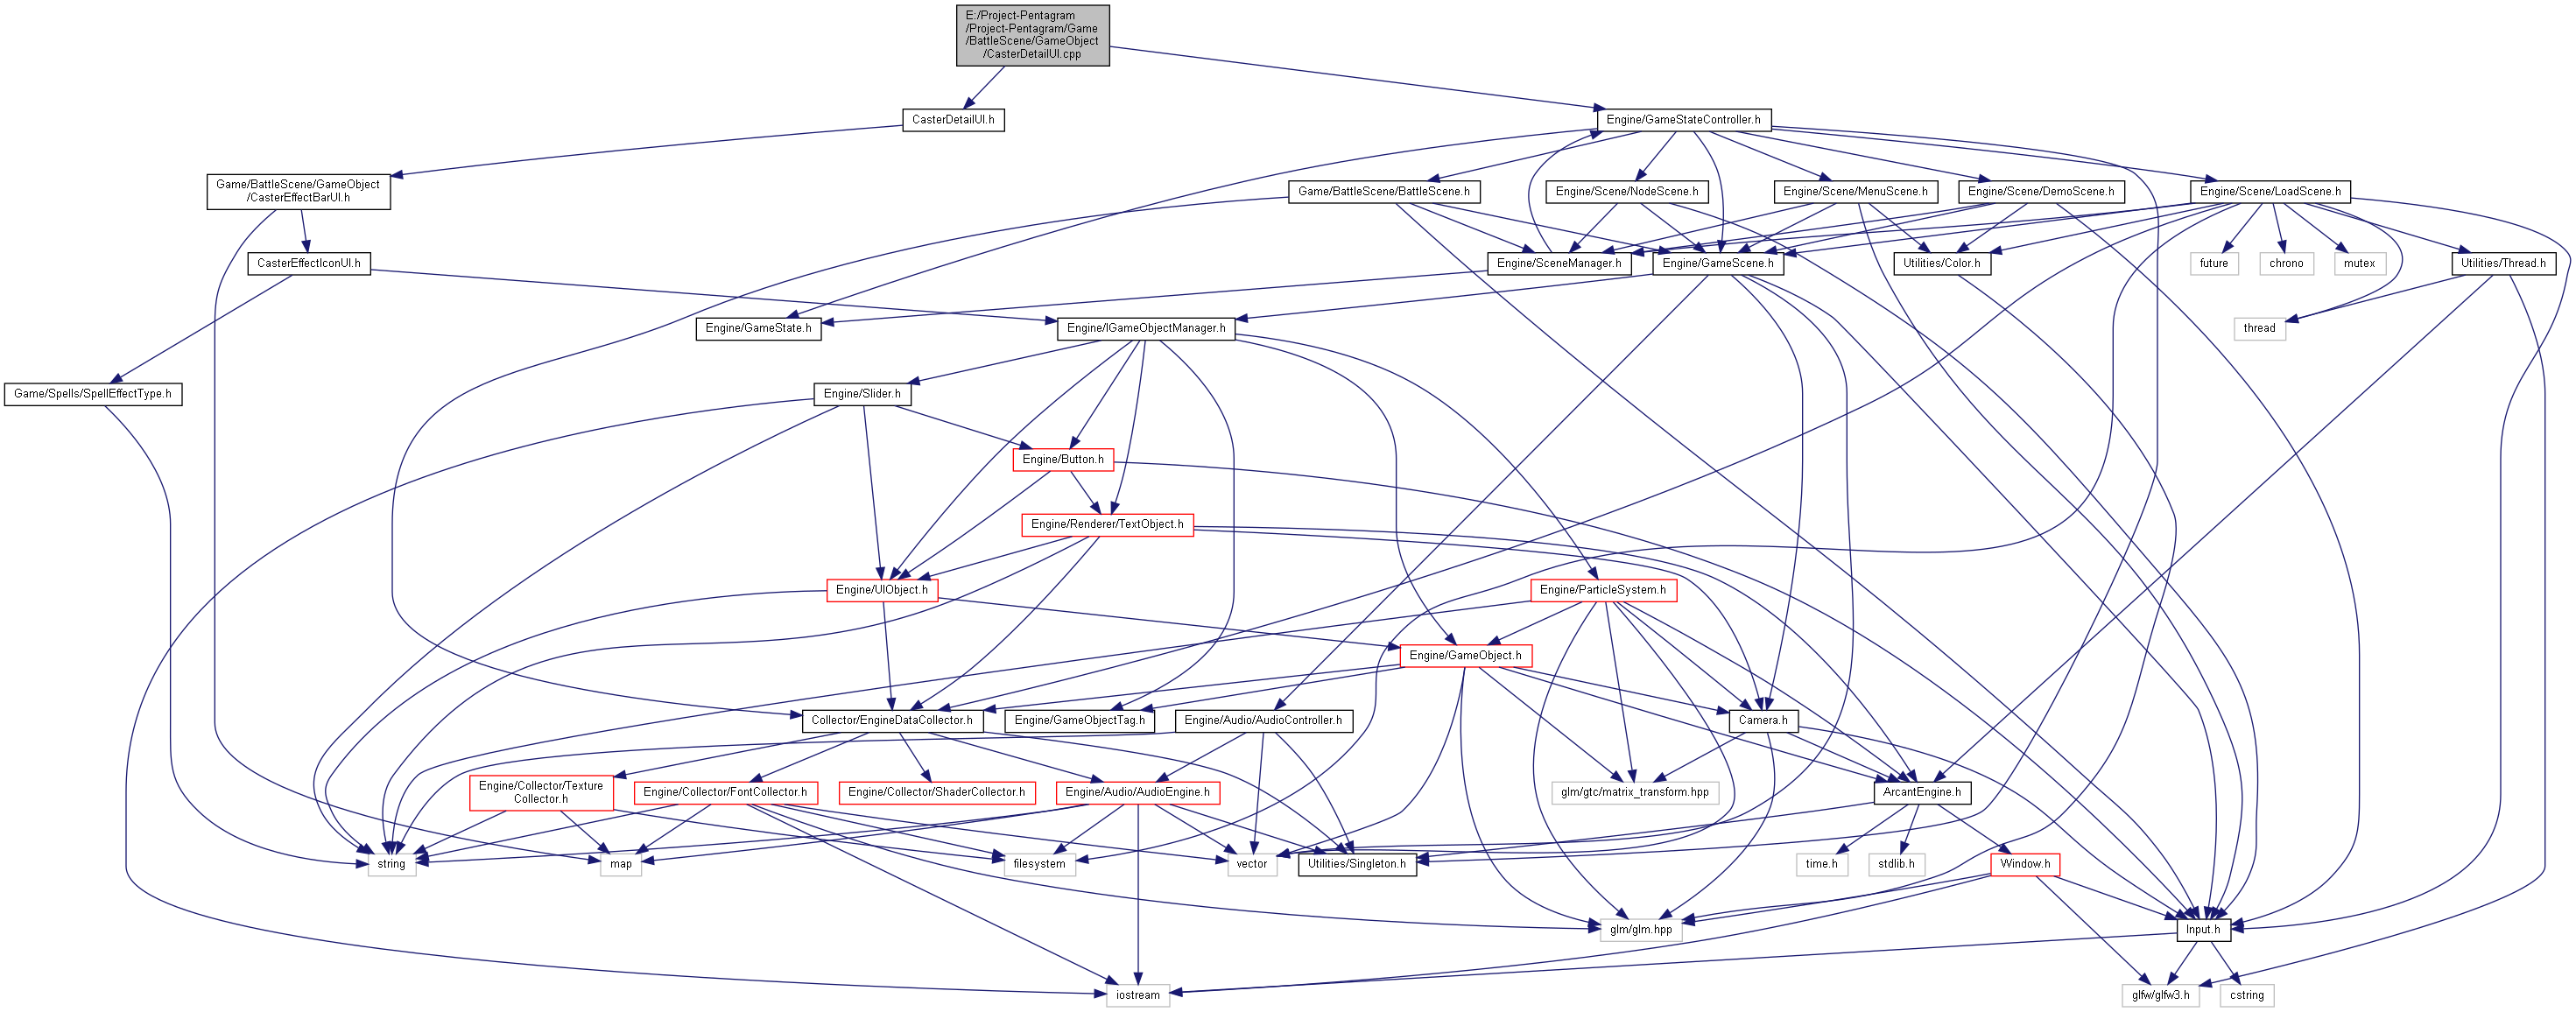 E:/Project-Pentagram
/Project-Pentagram/Game
/BattleScene/GameObject
/CasterDetailUI.cpp
CasterDetailUI.h
Engine/GameStateController.h
Game/BattleScene/GameObject
/CasterEffectBarUI.h
Game/BattleScene/BattleScene.h
Engine/Scene/NodeScene.h
Engine/Scene/MenuScene.h
Engine/Scene/DemoScene.h
Engine/Scene/LoadScene.h
CasterEffectIconUI.h
Engine/SceneManager.h
Engine/GameScene.h
Utilities/Color.h
future
chrono
mutex
Utilities/Thread.h
Engine/GameState.h
Engine/IGameObjectManager.h
thread
Game/Spells/SpellEffectType.h
Engine/Slider.h
Engine/Button.h
Engine/Renderer/TextObject.h
Engine/UIObject.h
Engine/ParticleSystem.h
Engine/GameObject.h
Collector/EngineDataCollector.h
Engine/GameObjectTag.h
Engine/Audio/AudioController.h
Camera.h
Engine/Collector/Texture
Collector.h
Engine/Collector/FontCollector.h
Engine/Collector/ShaderCollector.h
Engine/Audio/AudioEngine.h
glm/gtc/matrix_transform.hpp
ArcantEngine.h
string
map
filesystem
vector
Utilities/Singleton.h
time.h
stdlib.h
Window.h
glm/glm.hpp
Input.h
iostream
glfw/glfw3.h
cstring